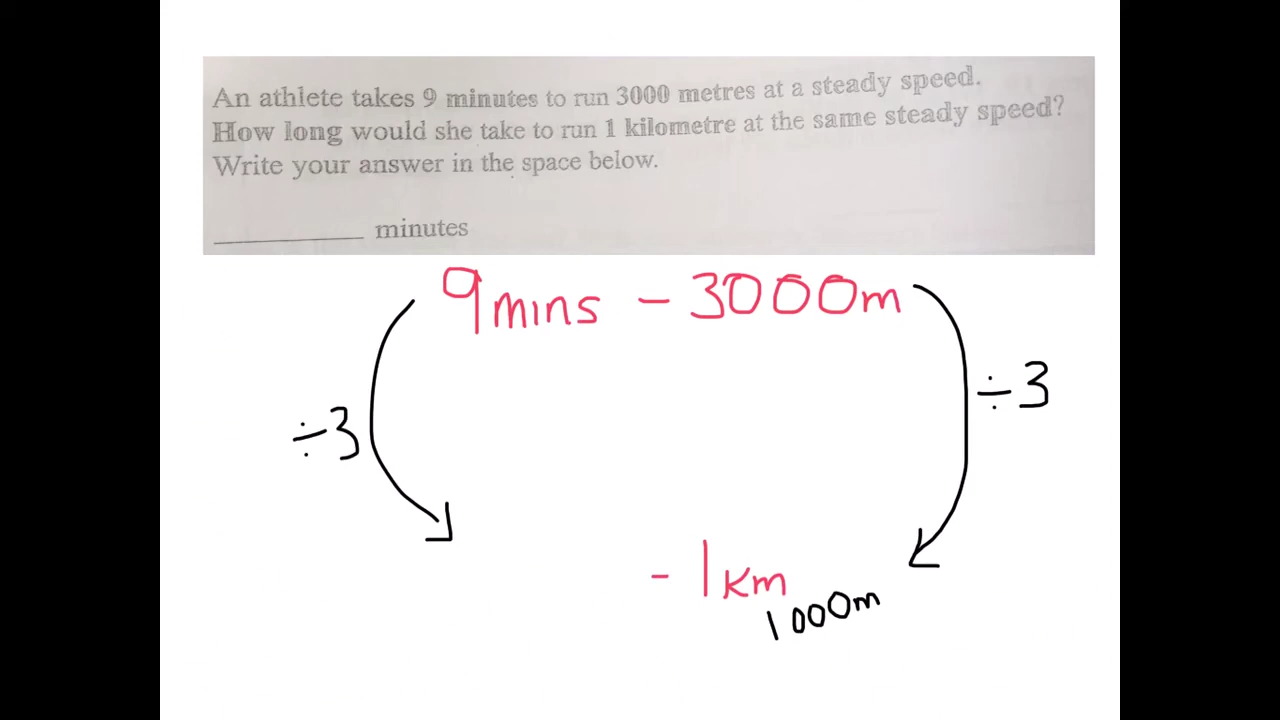 An athlete takes 9 minutes to run 3000 metres at a steady speed.
How long would she take to run 1 kilometre at the same steady speed?
Write your answer in the space below.
__________ minutes
9mins - 3000m
÷3
÷3
- 1km
1000m